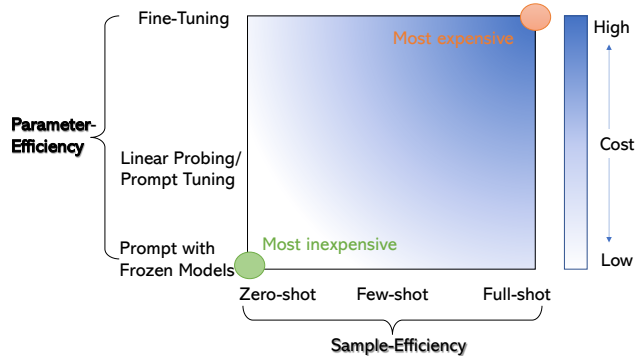 Fine-Tuning
Most expensive
High
Parameter-
Efficiency
Linear Probing/
Prompt Tuning
Cost
Most inexpensive
Prompt with
Frozen Models
Low
Zero-shot
Few-shot
Full-shot
Sample-Efficiency